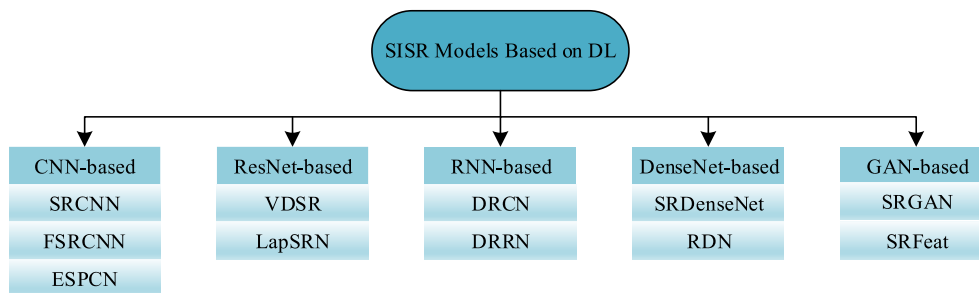 SISR Models Based on DL
CNN-based
SRCNN
FSRCNN
ESPCN
ResNet-based
VDSR
LapSRN
RNN-based
DRCN
DRRN
DenseNet-based
SRDenseNet
RDN
GAN-based
SRGAN
SRFeat